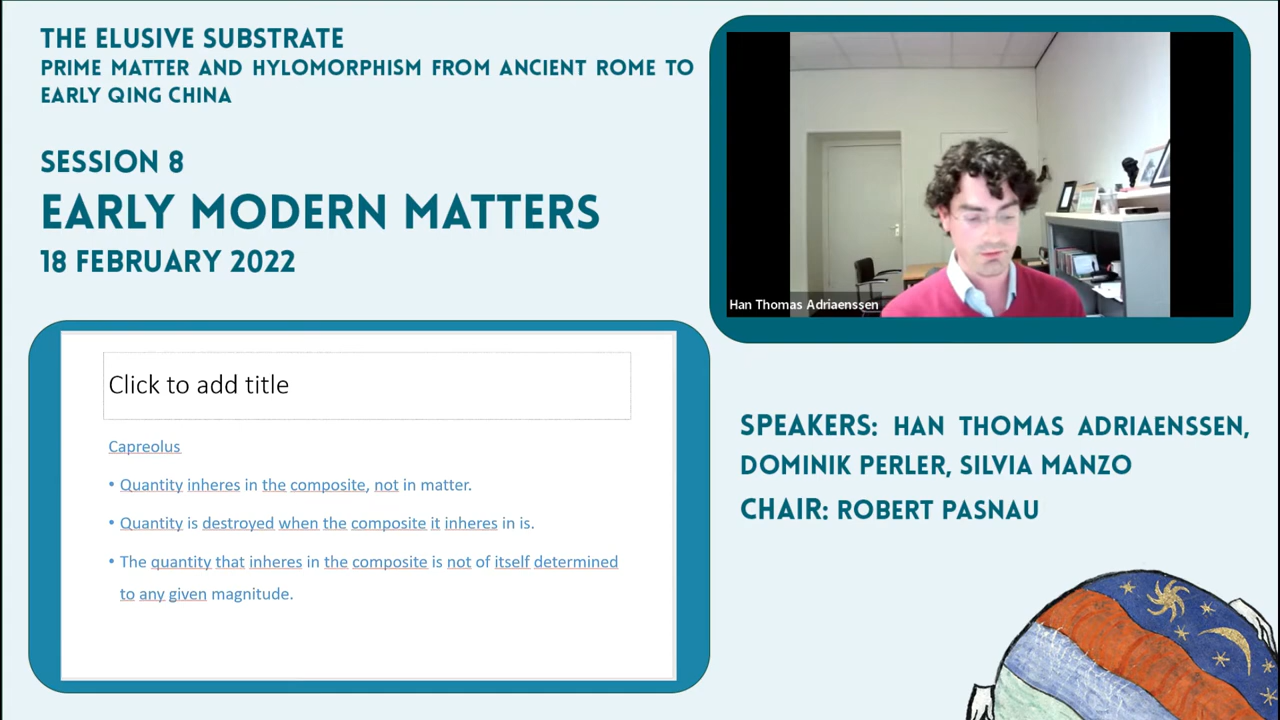 THE ELUSIVE SUBSTRATE
PRIME MATTER AND HYLOMORPHISM FROM ANCIENT ROME TO
EARLY QING CHINA
SESSION 8
EARLY MODERN MATTERS
18 FEBRUARY 2022
Han Thomas Adriaenssen
Click to add title
Capreolus
• Quantity inheres in the composite, not in matter.
• Quantity is destroyed when the composite it inheres in is.
• The quantity that inheres in the composite is not of itself determined
to any given magnitude.
SPEAKERS: HAN THOMAS ADRIAENSSEN,
DOMINIK PERLER, SILVIA MANZO
CHAIR: ROBERT PASNAU